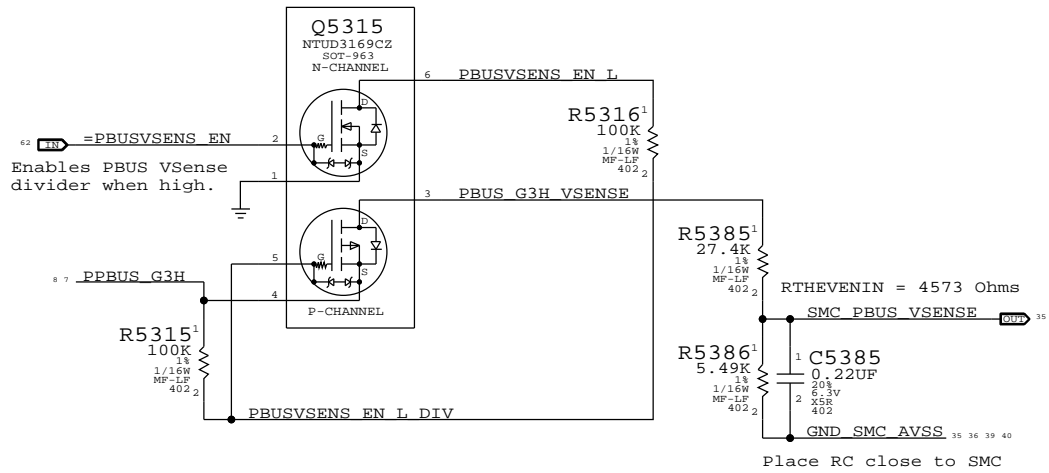 Q5315
NTUD3169CZ
SOT-963
N-CHANNEL
6 PBUSVSENS_EN_L
D
G
S
62 IN =PBUSVSENS_EN 2
Enables PBUS VSense
divider when high.
1
R5316 1
100K
1%
1/16W
MF-LF
402 2
3 PBUS_G3H_VSENSE
D
G
S
5
8 7 PPBUS_G3H
4
P-CHANNEL
R5315 1
100K
1%
1/16W
MF-LF
402 2
PBUSVSENS_EN_L_DIV
R5385 1
27.4K
1%
1/16W
MF-LF
402 2
RTHEVENIN = 4573 Ohms
SMC_PBUS_VSENSE OUT 35
R5386 1
5.49K
1%
1/16W
MF-LF
402 2
1 C5385
0.22UF
20%
6.3V
2 X5R
402
GND_SMC_AVSS 35 36 39 40
Place RC close to SMC